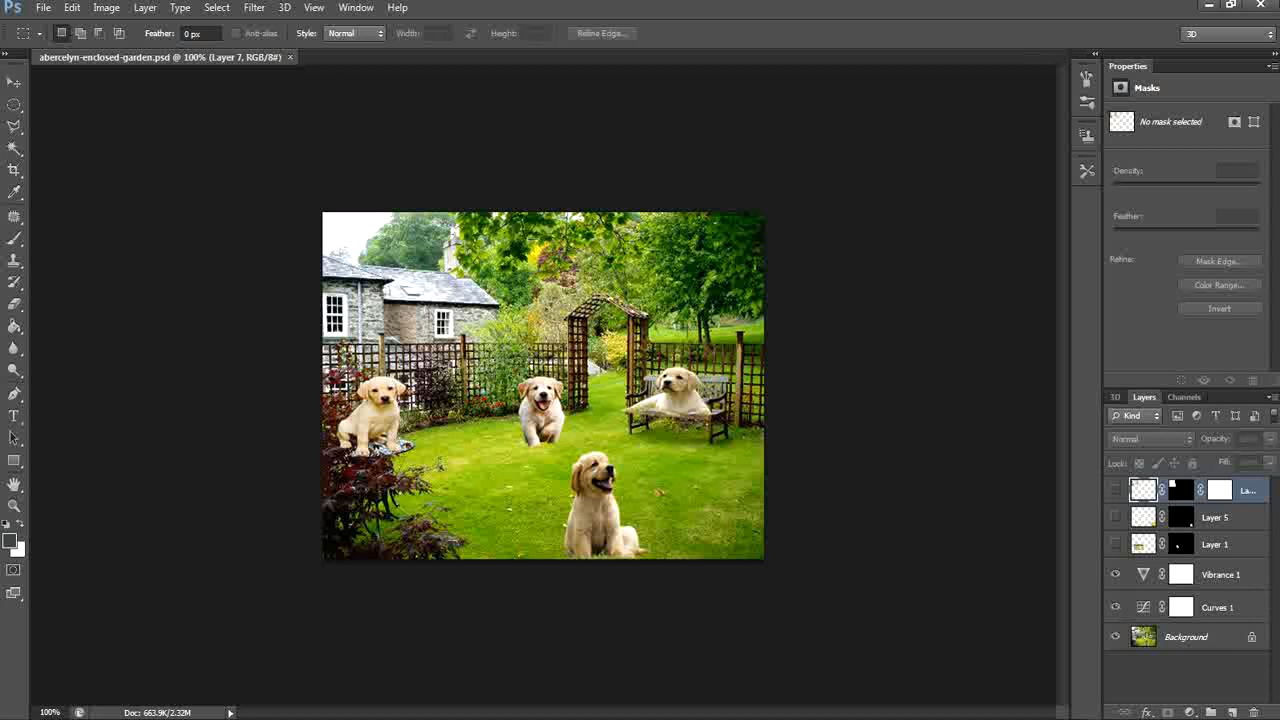 Ps File Edit Image Layer Type Select Filter 3D View Window Help
Feather: 0 px Anti-alias Style: Normal Width: Height: Refine Edge... 3D
abercelyn-enclosed-garden.psd @ 100% (Layer 7, RGB/8#) ×
Properties
Masks
No mask selected
Density:
Feather:
Refine: Mask Edge...
Color Range...
Invert
3D Layers Channels
Kind
Normal Opacity:
Lock: Fill:
La...
Layer 5
Layer 1
Vibrance 1
Curves 1
Background
100% Doc: 663.9K/2.32M